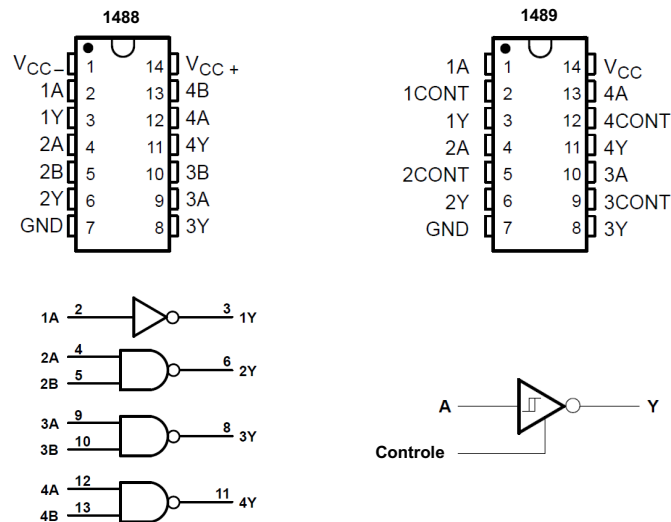 1488
VCC– 1 14 VCC+
1A 2 13 4B
1Y 3 12 4A
2A 4 11 4Y
2B 5 10 3B
2Y 6 9 3A
GND 7 8 3Y
1489
1A 1 14 VCC
1CONT 2 13 4A
1Y 3 12 4CONT
2A 4 11 4Y
2CONT 5 10 3A
2Y 6 9 3CONT
GND 7 8 3Y
1A 2 3 1Y
2A 4
6 2Y
2B 5
3A 9
8 3Y
3B 10
4A 12
11 4Y
4B 13
A Y
Controle